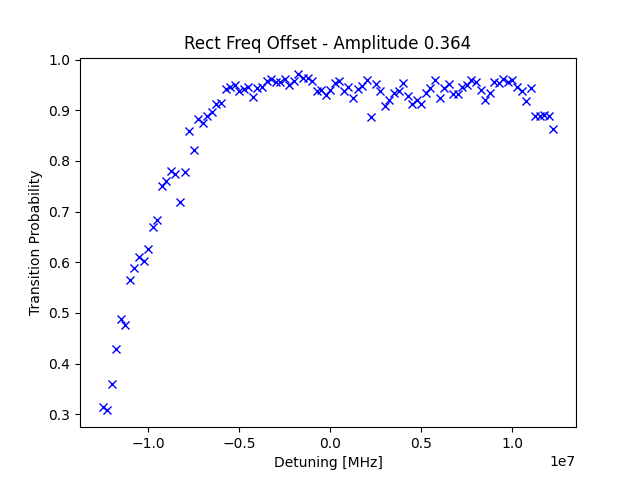 Rect Freq Offset - Amplitude 0.364
Transition Probability
1.0
0.9
0.8
0.7
0.6
0.5
0.4
0.3
−1.0 −0.5 0.0 0.5 1.0
1e7
Detuning [MHz]